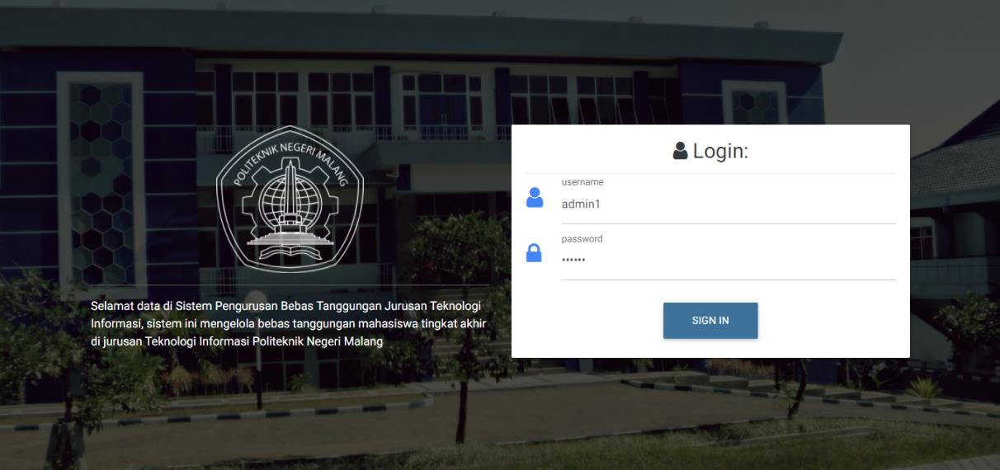 POLITEKNIK NEGERI MALANG
Selamat data di Sistem Pengurusan Bebas Tanggungan Jurusan Teknologi
Informasi, sistem ini mengelola bebas tanggungan mahasiswa tingkat akhir
di jurusan Teknologi Informasi Politeknik Negeri Malang
Login:
username
admin1
password
••••••
SIGN IN